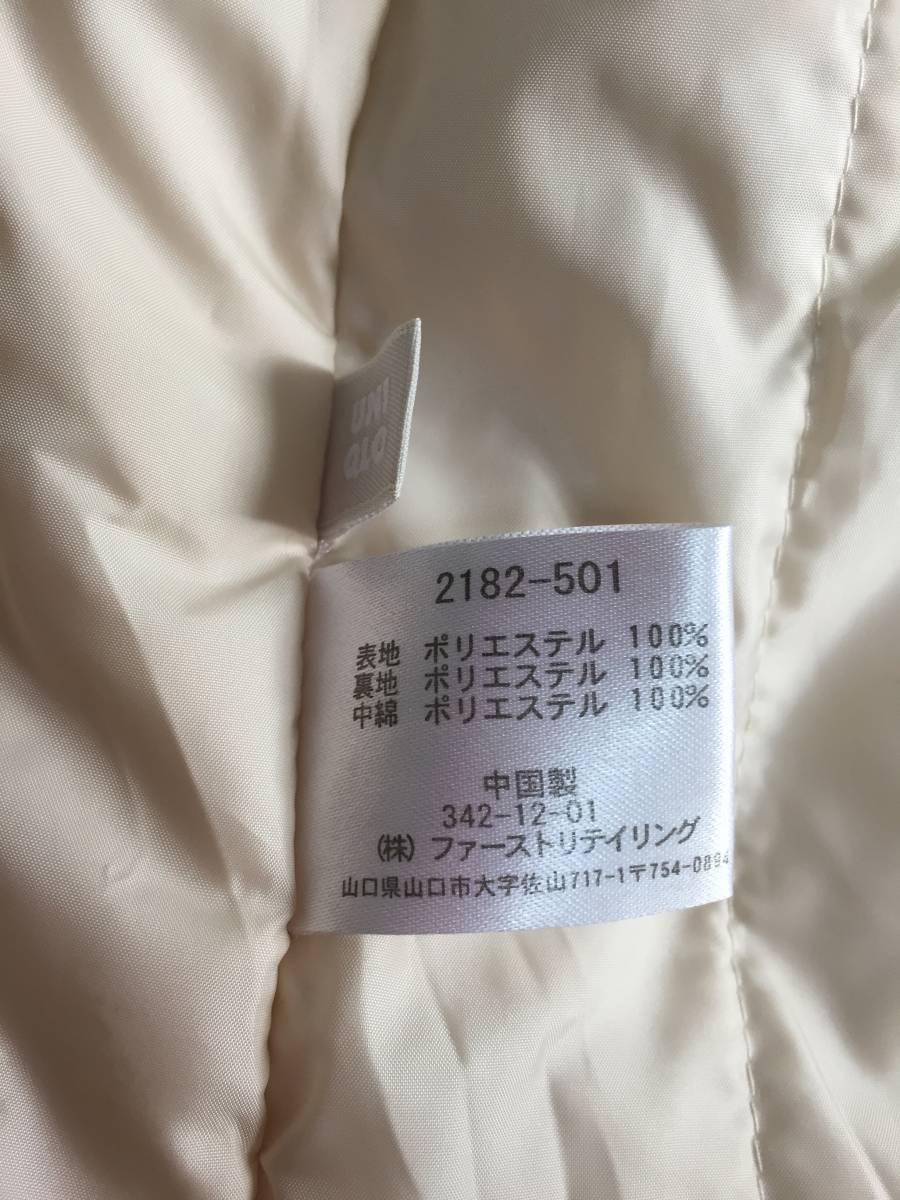 UNI
QLO
2182-501
表地 ポリエステル 100%
裏地 ポリエステル 100%
中綿 ポリエステル 100%
中国製
342-12-01
(株) ファーストリテイリング
山口県山口市大字佐山717-1〒754-0894